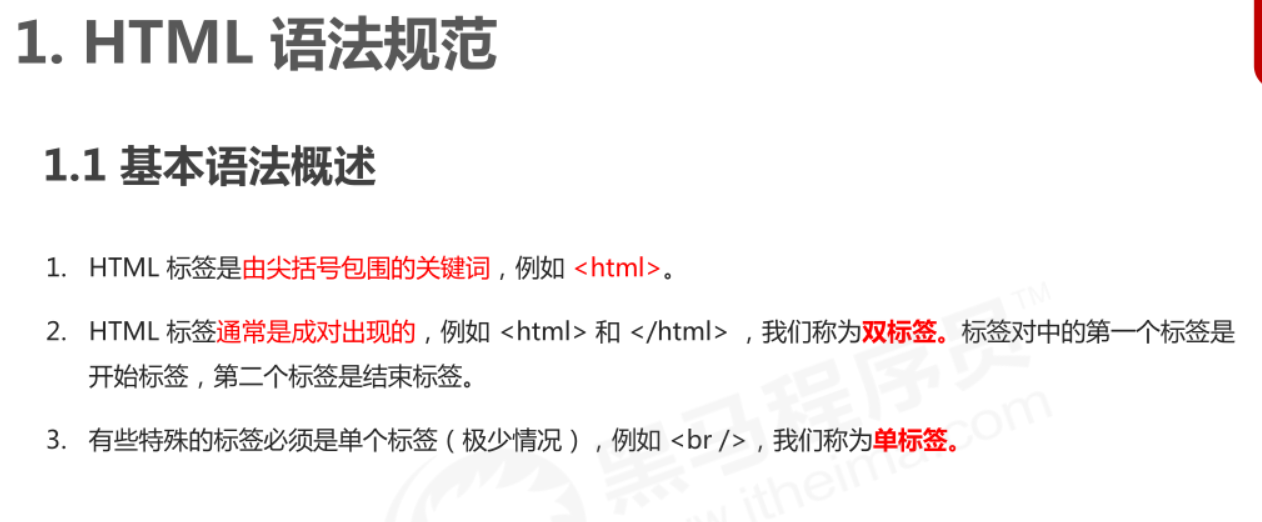 1. HTML 语法规范
1.1 基本语法概述
1. HTML 标签是由尖括号包围的关键词，例如 <html>。
2. HTML 标签通常是成对出现的，例如 <html> 和 </html> ，我们称为双标签。标签对中的第一个标签是
开始标签，第二个标签是结束标签。
3. 有些特殊的标签必须是单个标签（极少情况），例如 <br />，我们称为单标签。
黑马程序员™
www.itheima.com